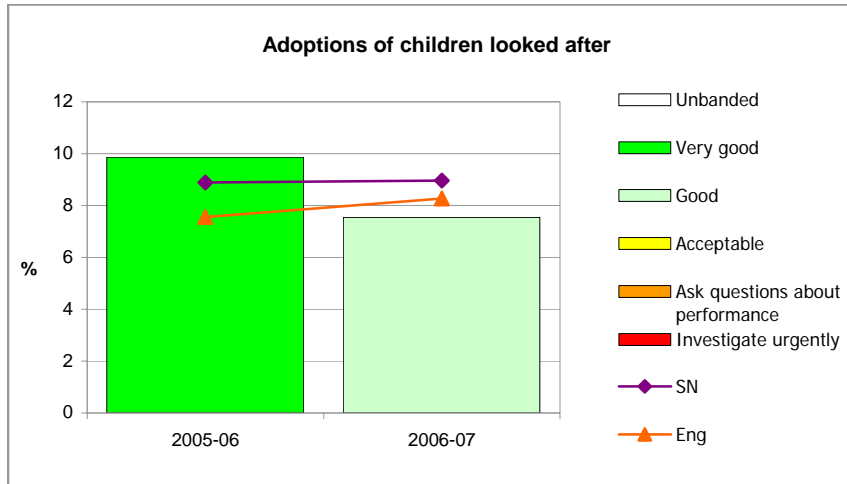 Adoptions of children looked after
12
10
8
6
4
2
0
%
2005-06
2006-07
Unbanded
Very good
Good
Acceptable
Ask questions about
performance
Investigate urgently
SN
Eng